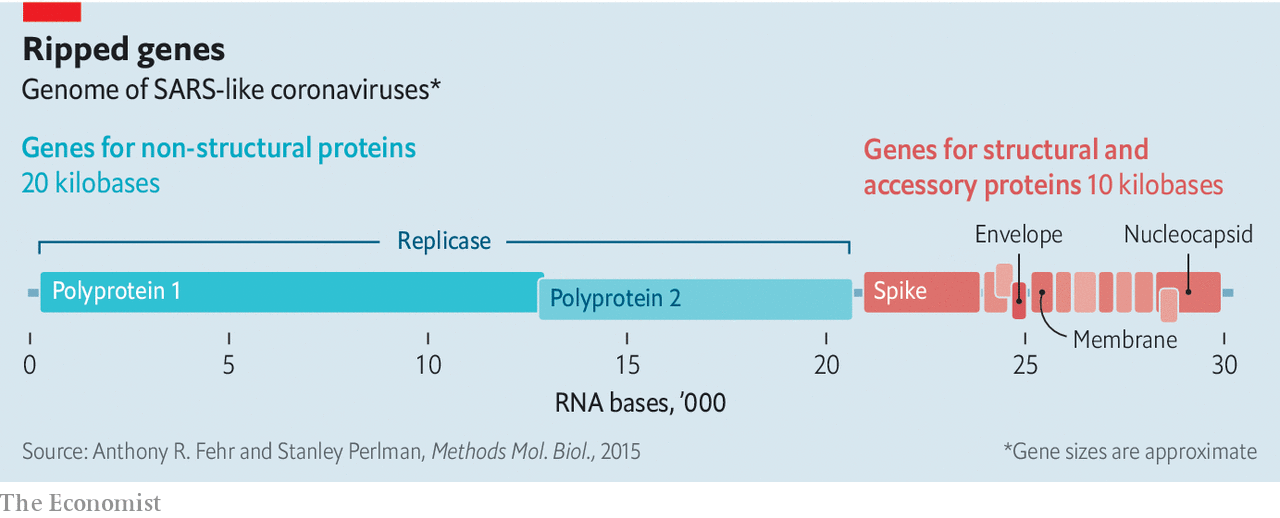 Ripped genes
Genome of SARS-like coronaviruses*
Genes for non-structural proteins
20 kilobases
Genes for structural and
accessory proteins 10 kilobases
Replicase
Envelope
Nucleocapsid
Polyprotein 1
Polyprotein 2
Spike
Membrane
0
5
10
15
20
25
30
RNA bases, ’000
Source: Anthony R. Fehr and Stanley Perlman, Methods Mol. Biol., 2015
*Gene sizes are approximate
The Economist